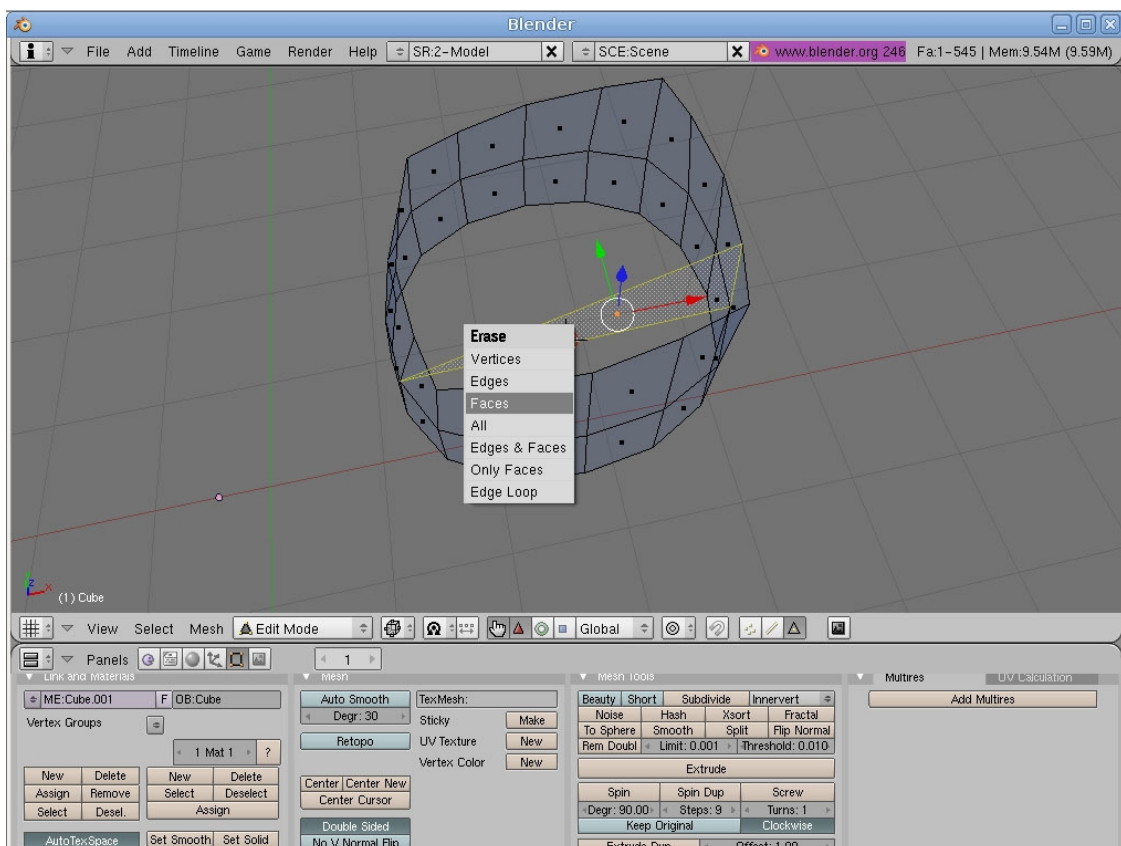 Blender
File Add Timeline Game Render Help SR:2-Model SCE:Scene www.blender.org 246 Fa:1-545 | Mem:9.54M (9.59M)
Erase
Vertices
Edges
Faces
All
Edges & Faces
Only Faces
Edge Loop
z x
(1) Cube
View Select Mesh Edit Mode Global
Panels 1
Link and Materials
ME:Cube.001 F OB:Cube
Vertex Groups
1 Mat 1 ?
New Delete New Delete
Assign Remove Select Deselect
Select Desel. Assign
AutoTexSpace Set Smooth Set Solid
Mesh
Auto Smooth TexMesh:
Degr: 30 Sticky Make
Retopo UV Texture New
Vertex Color New
Center Center New
Center Cursor
Double Sided
No V.Normal Flip
Mesh Tools
Beauty Short Subdivide Innervert
Noise Hash Xsort Fractal
To Sphere Smooth Split Flip Normal
Rem Doubl Limit: 0.001 Threshold: 0.010
Extrude
Spin Spin Dup Screw
Degr: 90.00 Steps: 9 Turns: 1
Keep Original Clockwise
Extrude Dup Offset: 1.00
Multires UV Calculation
Add Multires